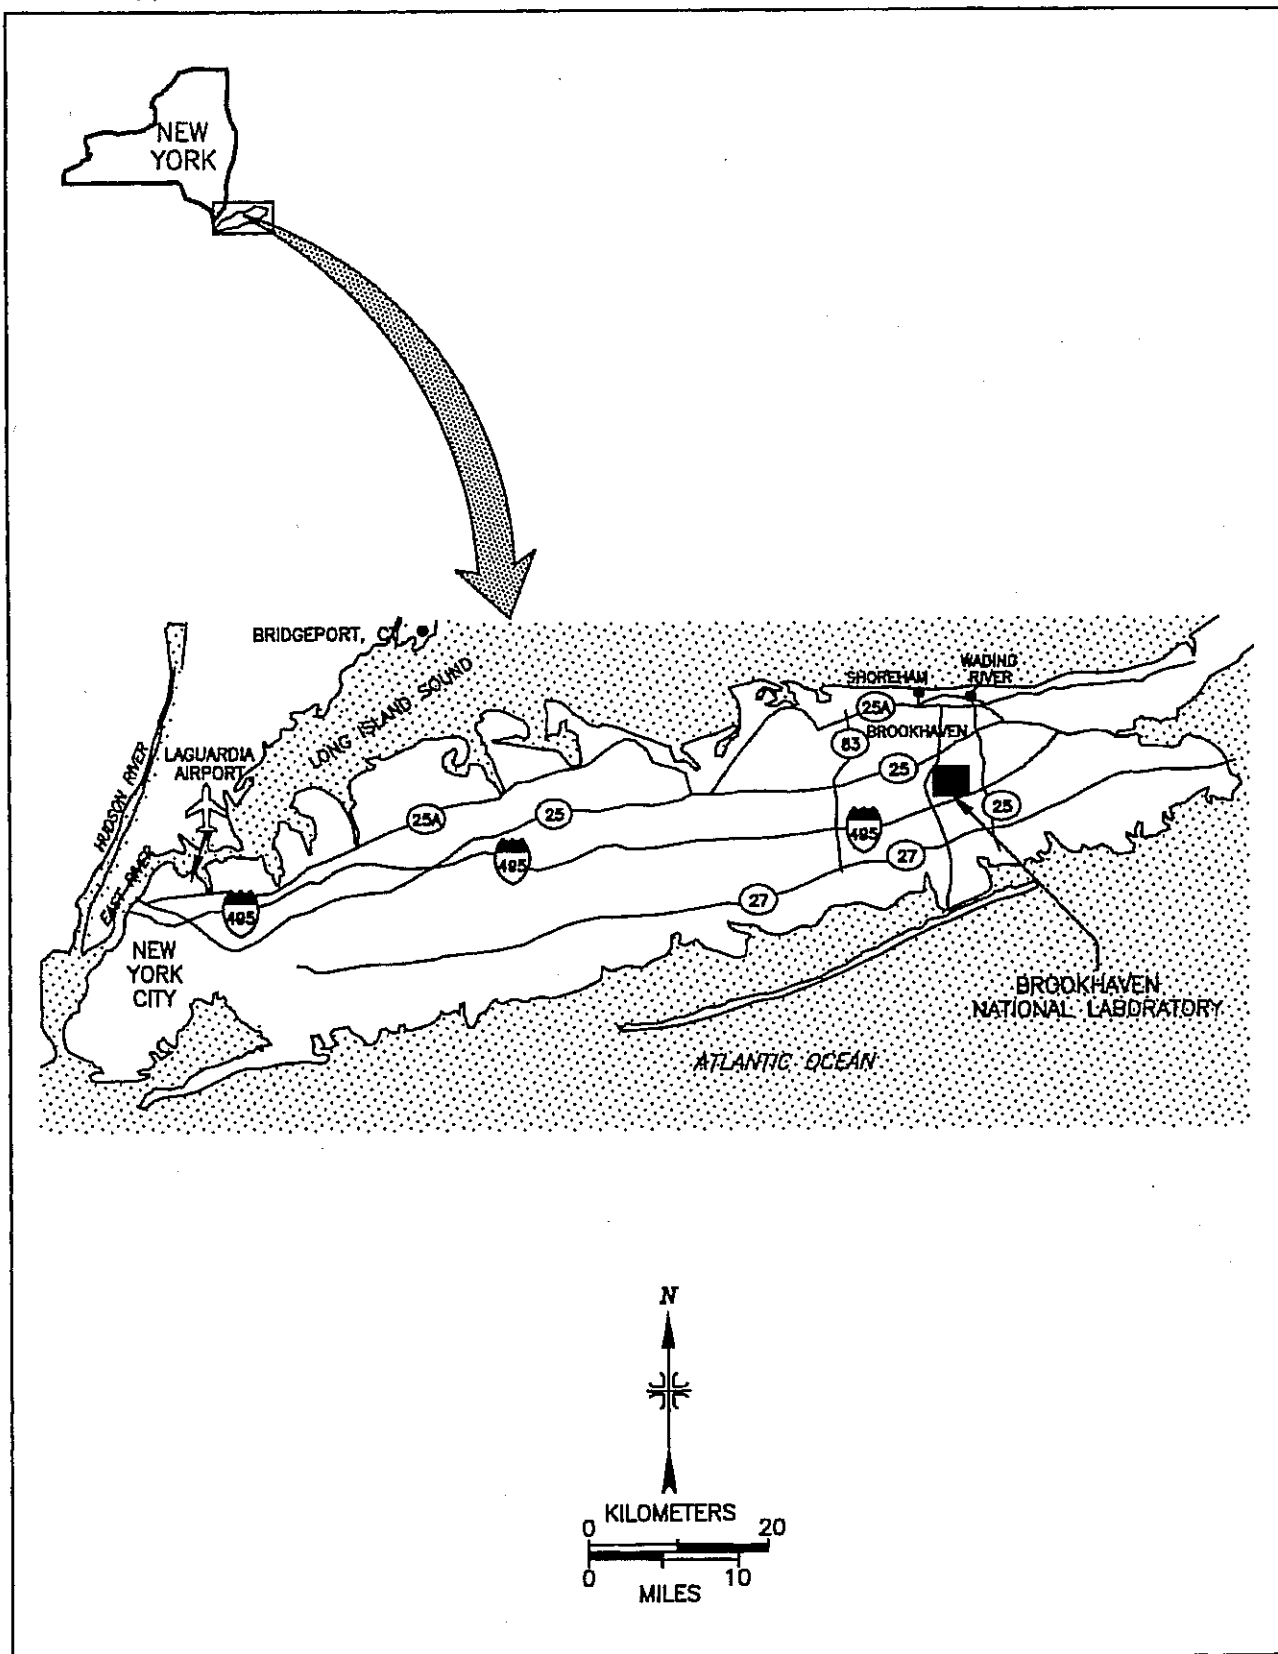 NEW
YORK
BRIDGEPORT, CT
LONG ISLAND SOUND
HUDSON RIVER
LAGUARDIA
AIRPORT
EAST RIVER
SHOREHAM
WADING
RIVER
25A
83
BROOKHAVEN
25
25A
25
495
495
25
27
495
27
NEW
YORK
CITY
BROOKHAVEN
NATIONAL LABORATORY
ATLANTIC OCEAN
N
KILOMETERS
0 20
0 10
MILES